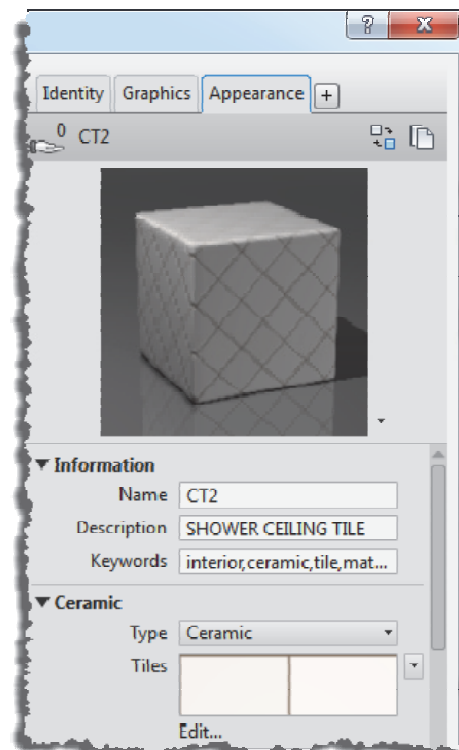 ? X
Identity Graphics Appearance +
0 CT2
Information
Name CT2
Description SHOWER CEILING TILE
Keywords interior,ceramic,tile,mat...
Ceramic
Type Ceramic
Tiles
Edit...